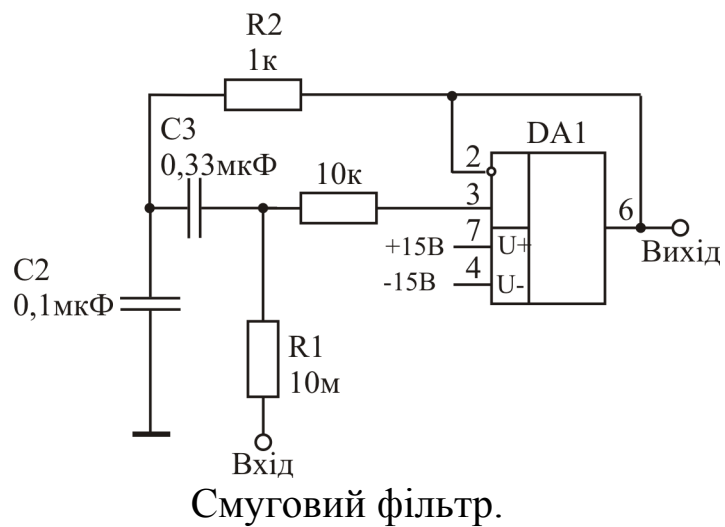 R2
1к
C3
0,33мкФ
10к
DA1
2
3
7
4
6
+15В
-15В
U+
U-
Вихід
C2
0,1мкФ
R1
10м
Вхід
Смуговий фільтр.